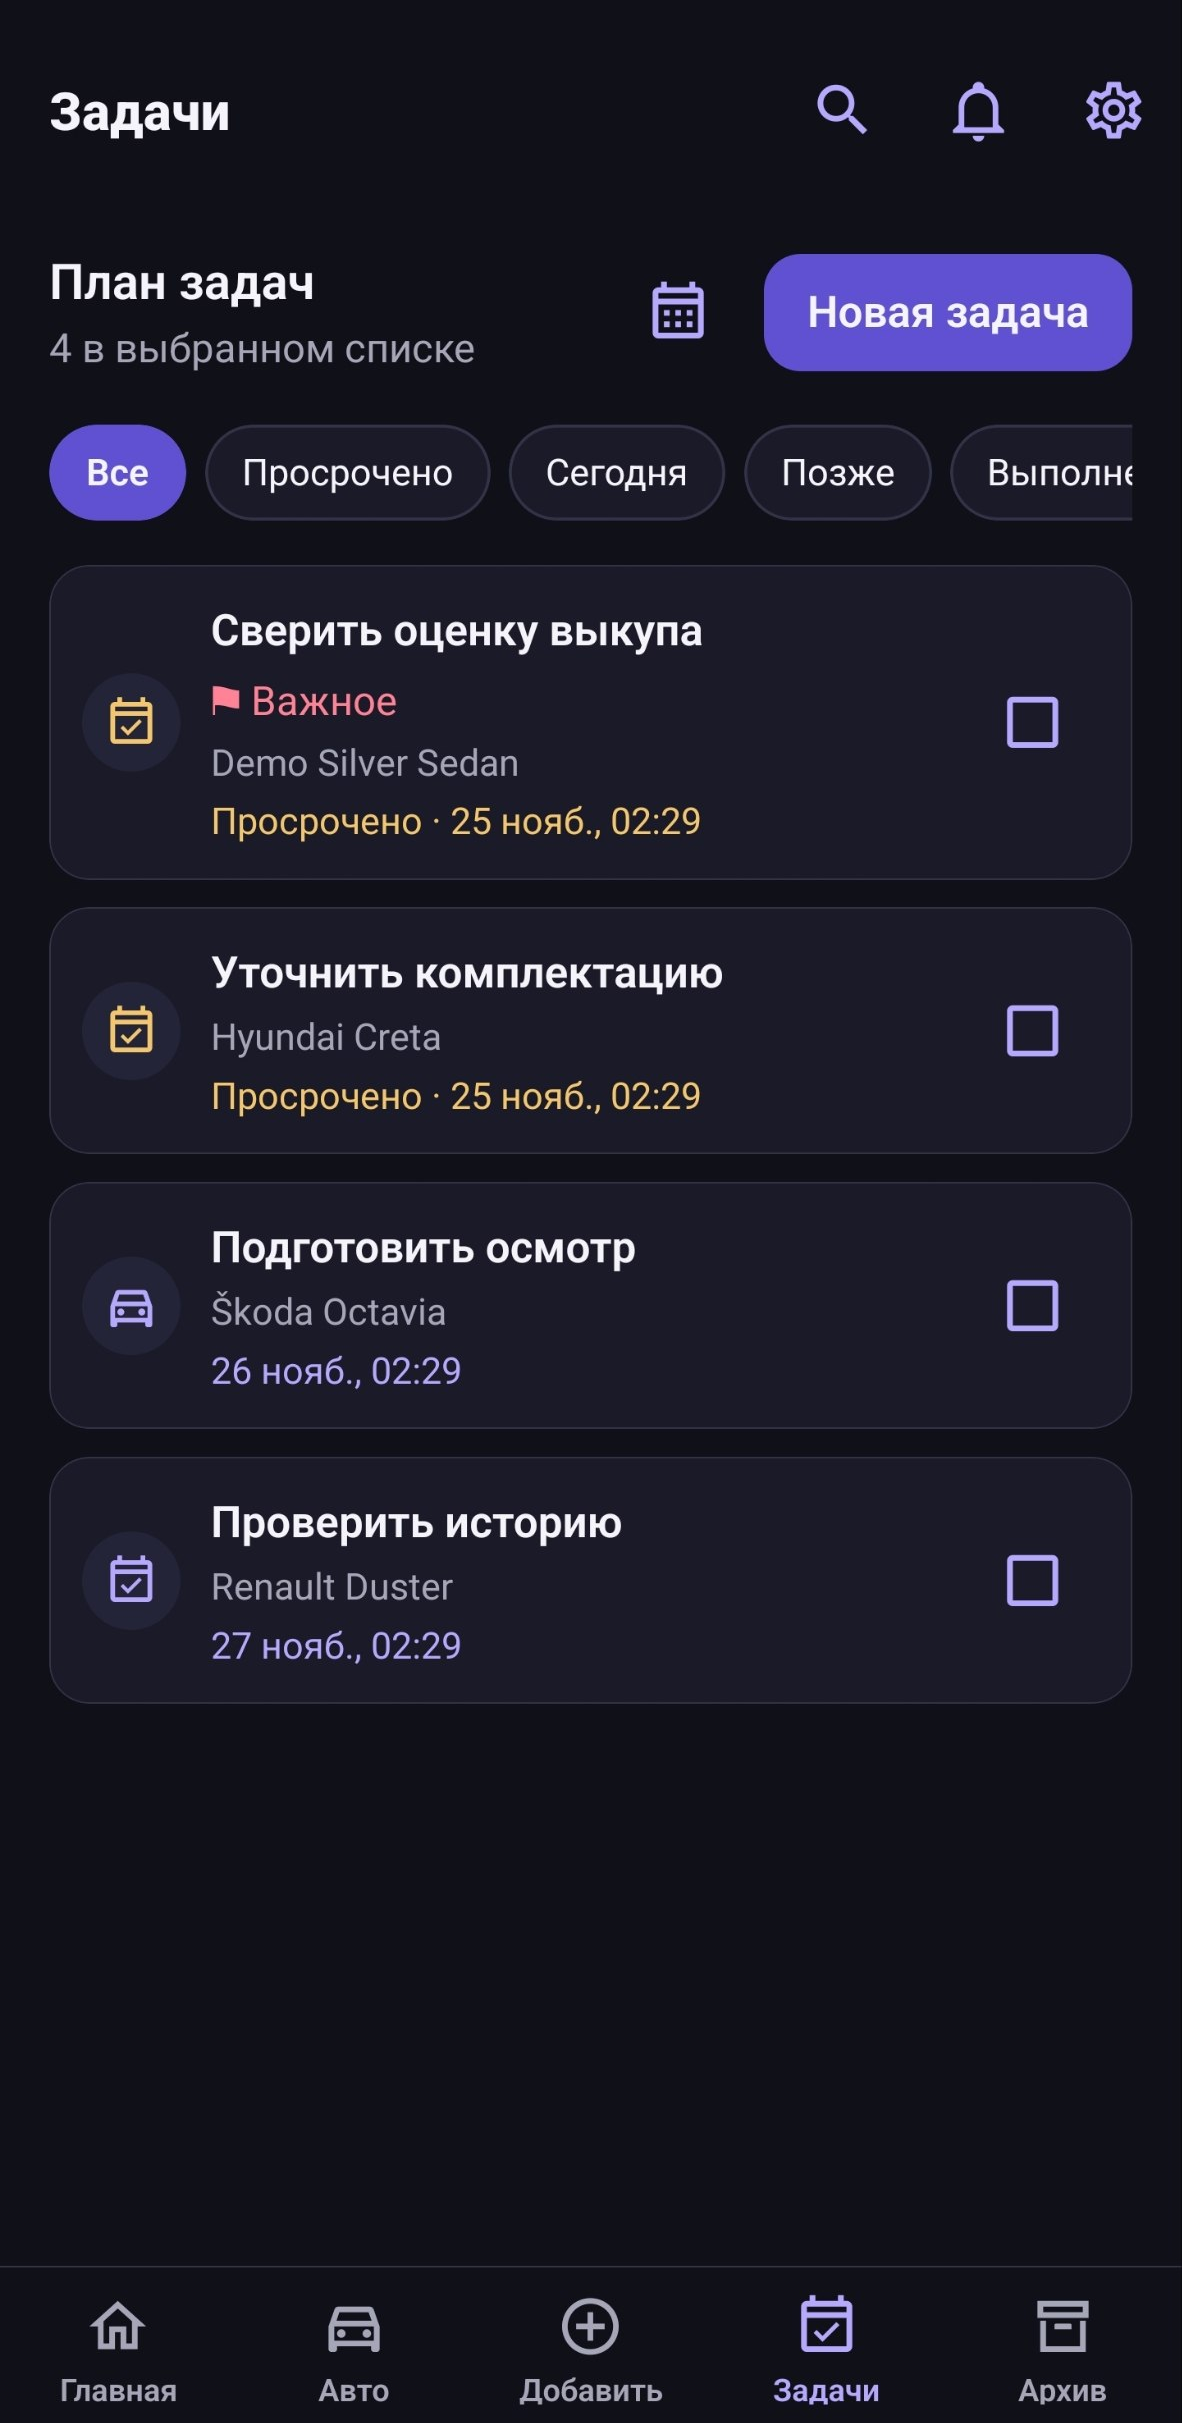 Задачи
План задач
4 в выбранном списке
Новая задача
Все
Просрочено
Сегодня
Позже
Выполне
Сверить оценку выкупа
Важное
Demo Silver Sedan
Просрочено · 25 нояб., 02:29
Уточнить комплектацию
Hyundai Creta
Просрочено · 25 нояб., 02:29
Подготовить осмотр
Škoda Octavia
26 нояб., 02:29
Проверить историю
Renault Duster
27 нояб., 02:29
Главная
Авто
Добавить
Задачи
Архив